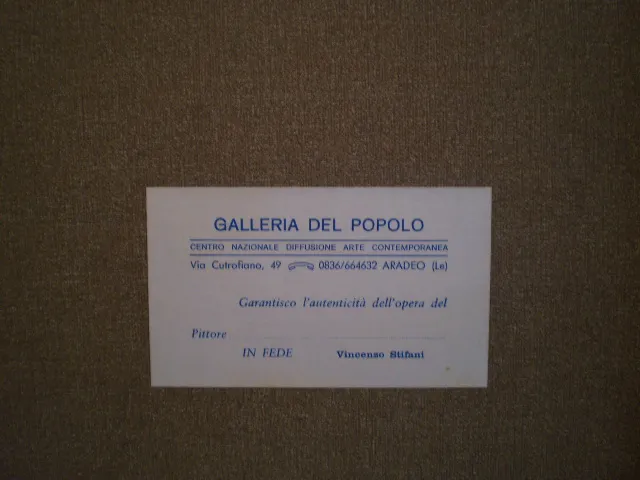 GALLERIA DEL POPOLO
CENTRO NAZIONALE DIFFUSIONE ARTE CONTEMPORANEA
Via Cutrofiano, 49 0836/664632 ARADEO (Le)
Garantisco l'autenticità dell'opera del
Pittore
IN FEDE Vincenso Stifani